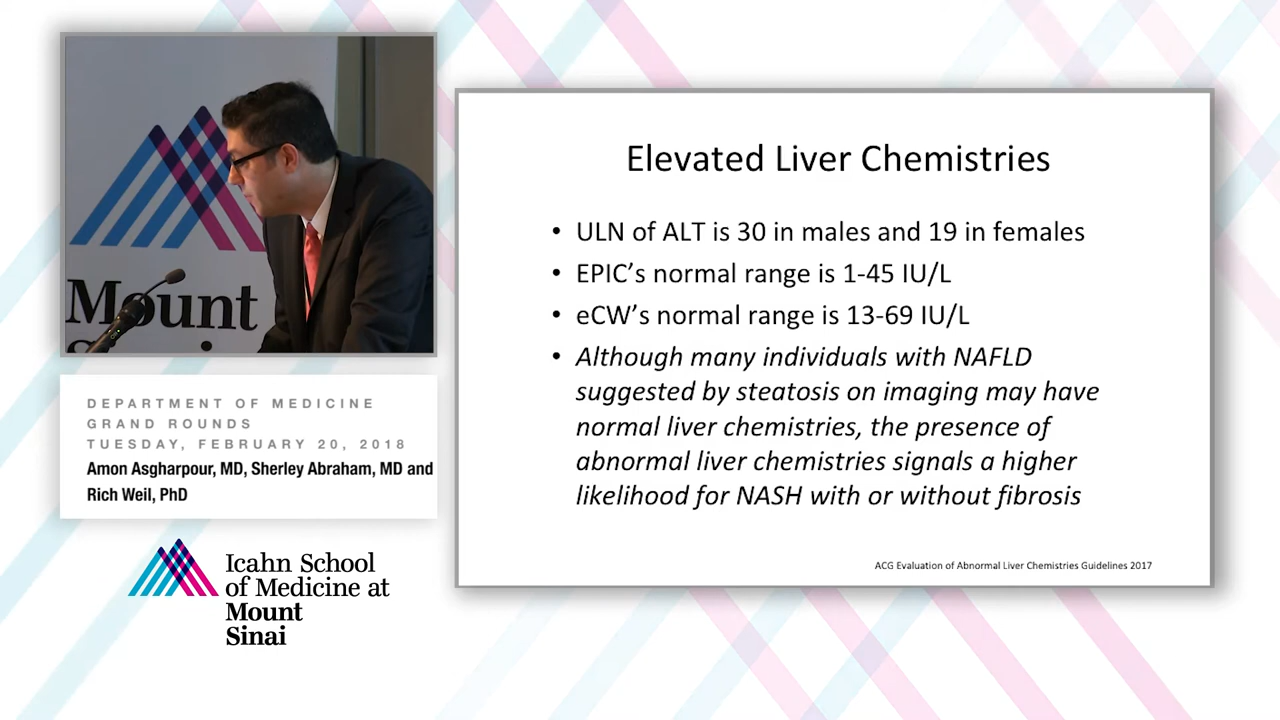 Mount
DEPARTMENT OF MEDICINE
GRAND ROUNDS
TUESDAY, FEBRUARY 20, 2018
Amon Asgharpour, MD, Sherley Abraham, MD and
Rich Weil, PhD
Icahn School
of Medicine at
Mount
Sinai
Elevated Liver Chemistries
• ULN of ALT is 30 in males and 19 in females
• EPIC’s normal range is 1-45 IU/L
• eCW’s normal range is 13-69 IU/L
• Although many individuals with NAFLD
suggested by steatosis on imaging may have
normal liver chemistries, the presence of
abnormal liver chemistries signals a higher
likelihood for NASH with or without fibrosis
ACG Evaluation of Abnormal Liver Chemistries Guidelines 2017